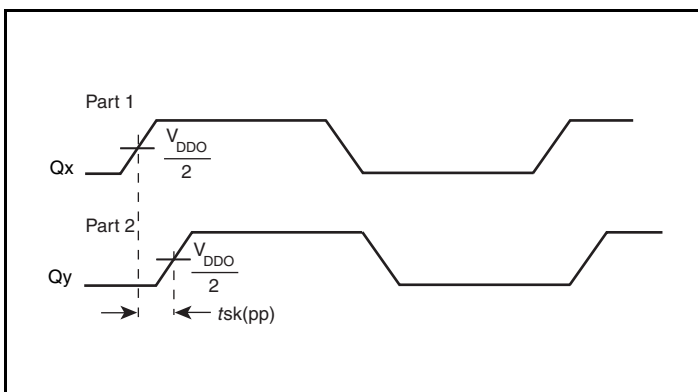 Part 1
V DDO
2
Qx
Part 2
V DDO
2
Qy
tsk(pp)